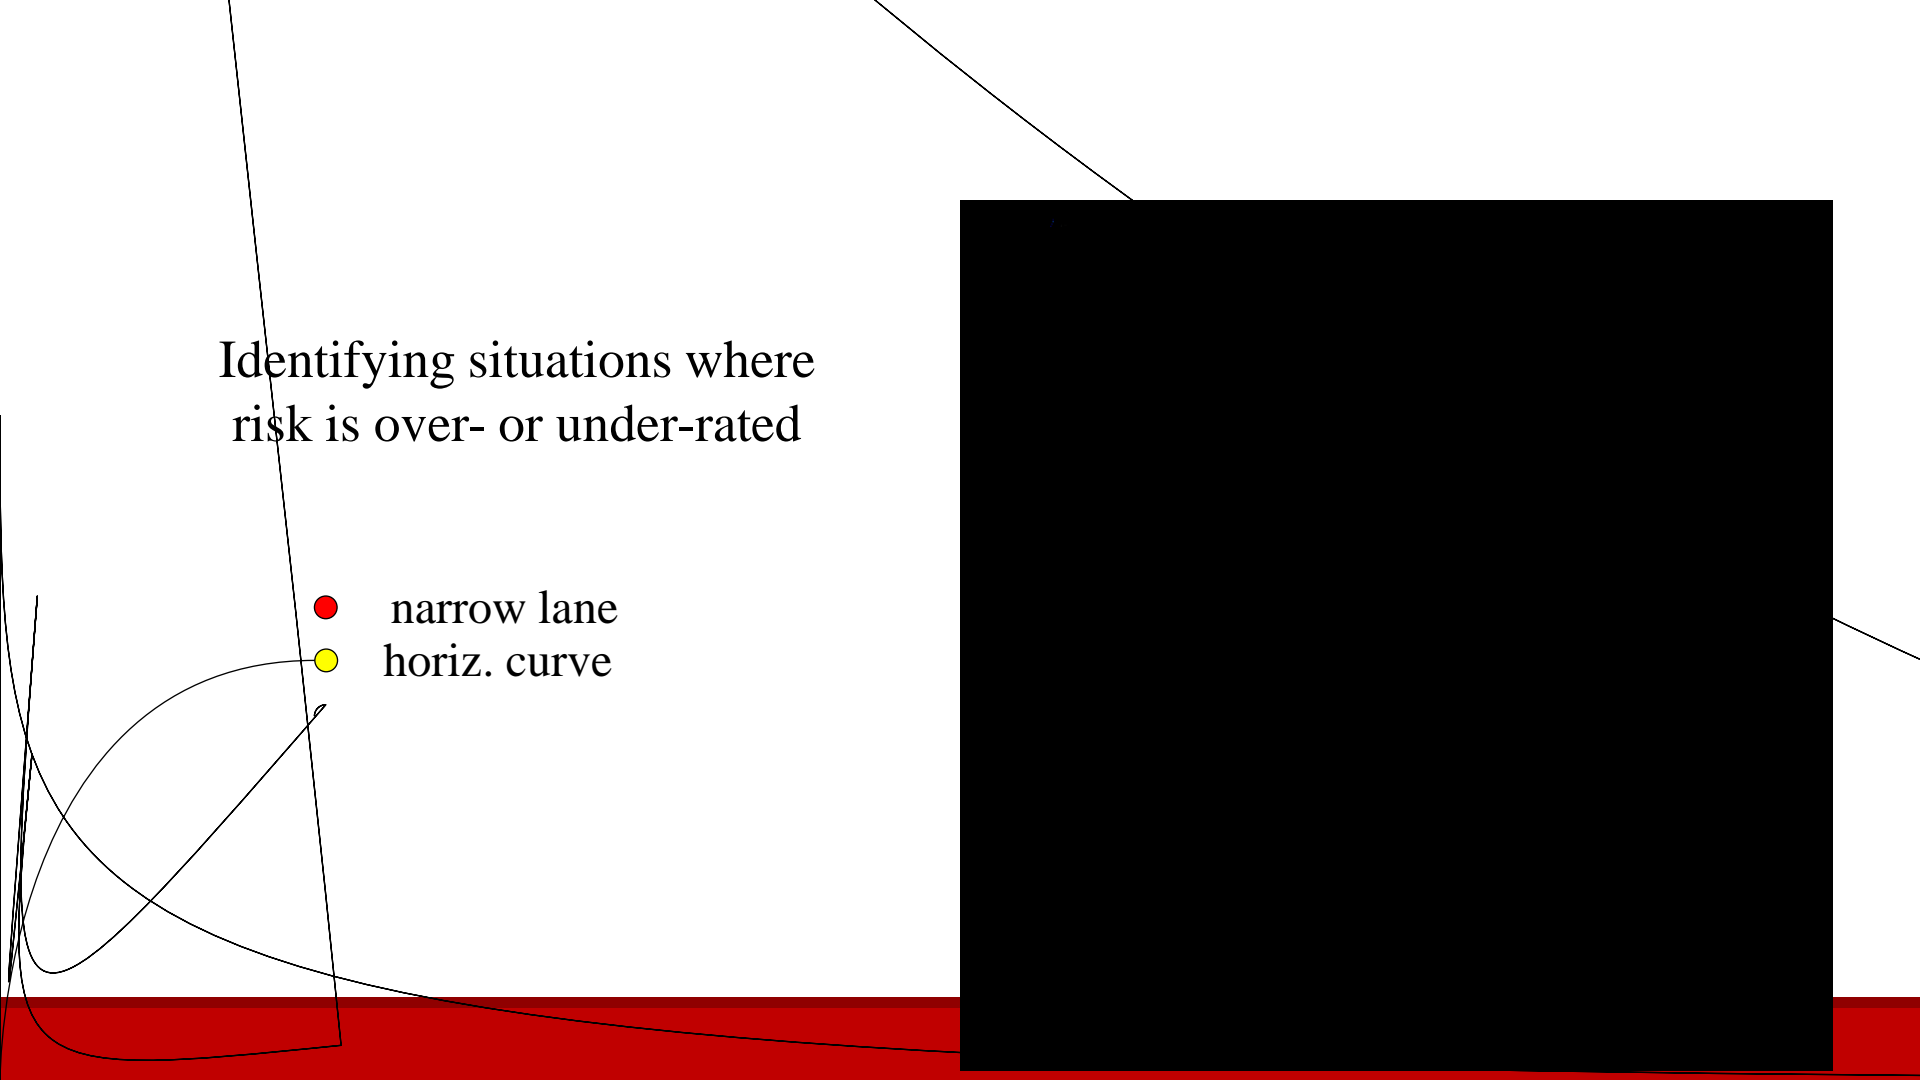 Identifying situations where
risk is over- or under-rated
narrow lane
horiz. curve